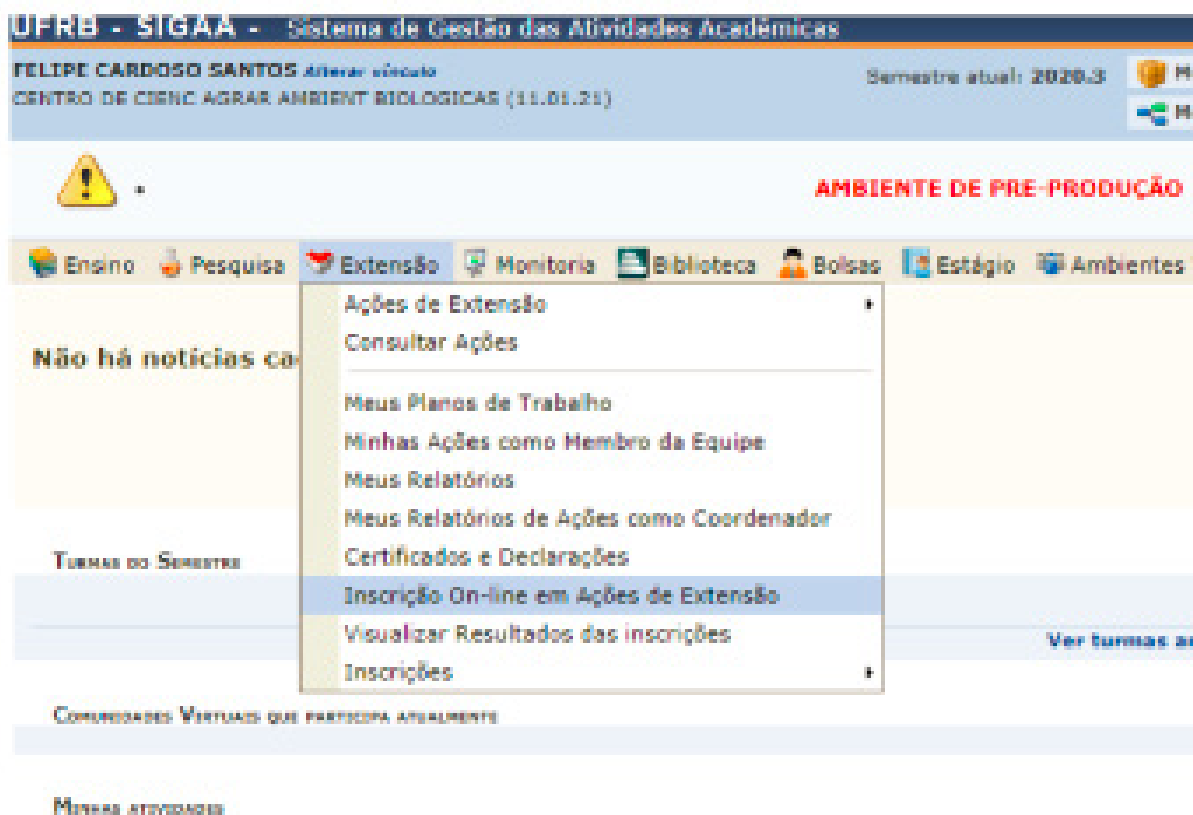 UFRB - SIGAA - Sistema de Gestão das Atividades Acadêmicas
FELIPE CARDOSO SANTOS Alterar vínculo
Semestre atual: 2020.3
CENTRO DE CIENC AGRAR AMBIENT BIOLOGICAS (11.01.21)
AMBIENTE DE PRE-PRODUÇÃO
Ensino Pesquisa Extensão Monitoria Biblioteca Bolsas Estágio Ambientes
Ações de Extensão
Consultar Ações
Não há notícias ca
Meus Planos de Trabalho
Minhas Ações como Membro da Equipe
Meus Relatórios
Meus Relatórios de Ações como Coordenador
Turmas do Semestre
Certificados e Declarações
Inscrição On-line em Ações de Extensão
Visualizar Resultados das inscrições
Ver turmas an
Inscrições
Comunidades Virtuais que participa atualmente
Minhas atividades